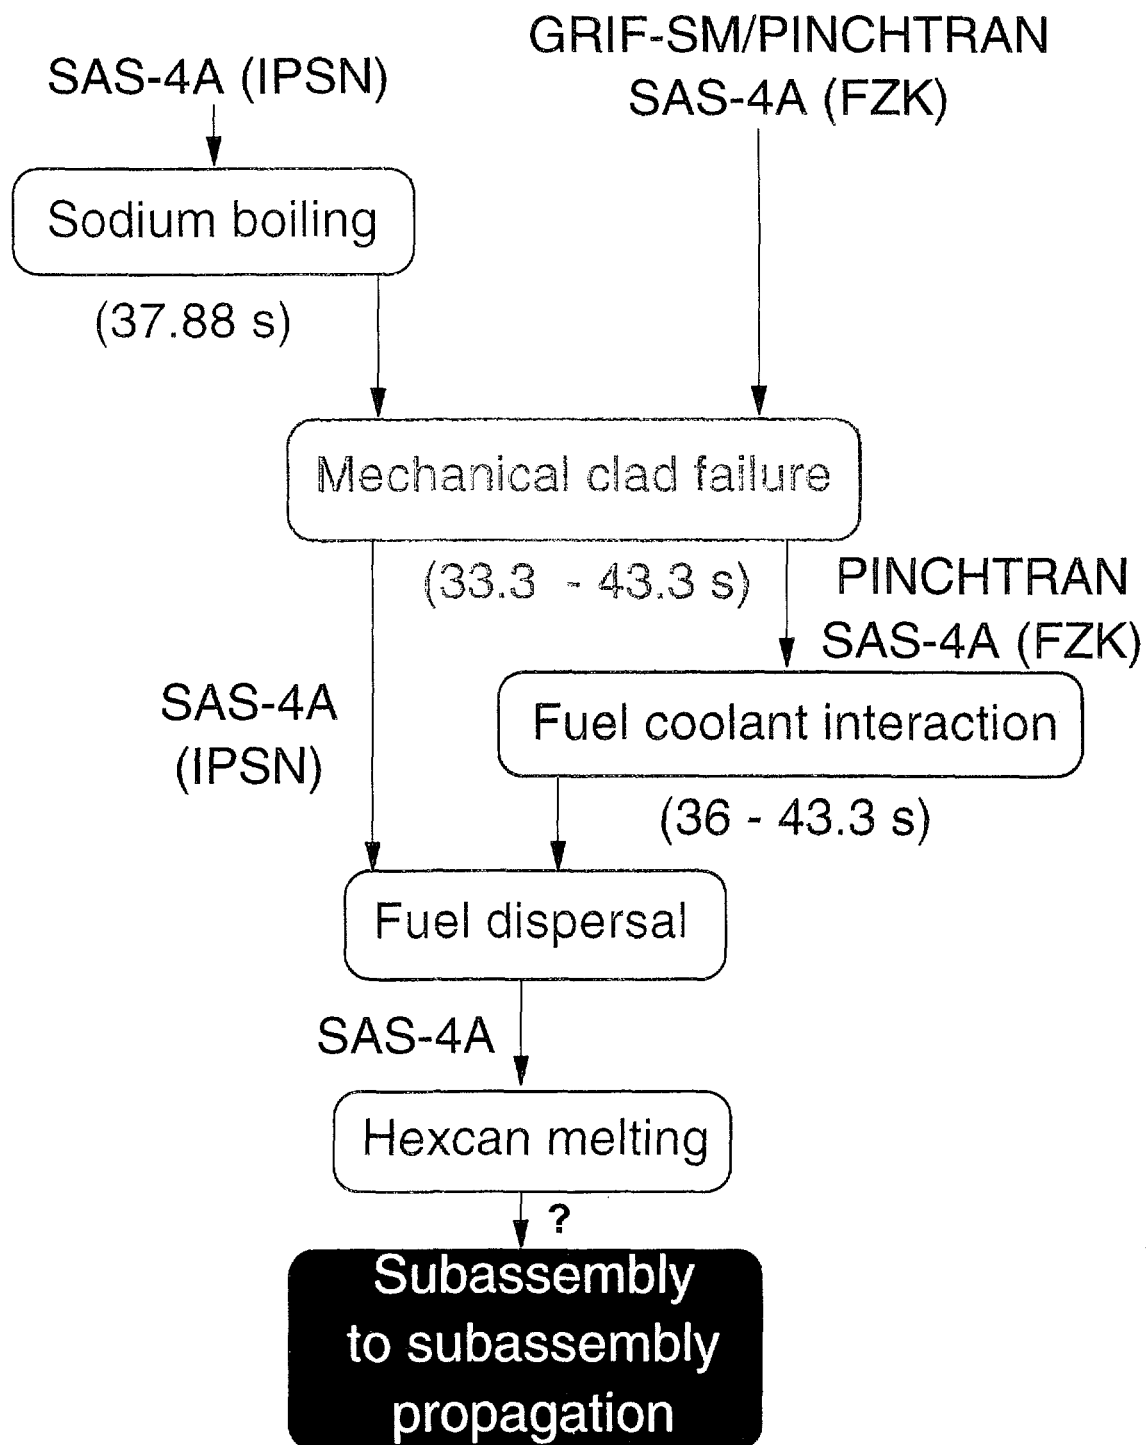 GRIF-SM/PINCHTRAN
SAS-4A (FZK)
SAS-4A (IPSN)
Sodium boiling
(37.88 s)
Mechanical clad failure
(33.3 - 43.3 s)
PINCHTRAN
SAS-4A (FZK)
SAS-4A
(IPSN)
Fuel coolant interaction
(36 - 43.3 s)
Fuel dispersal
SAS-4A
Hexcan melting
?
Subassembly
to subassembly
propagation